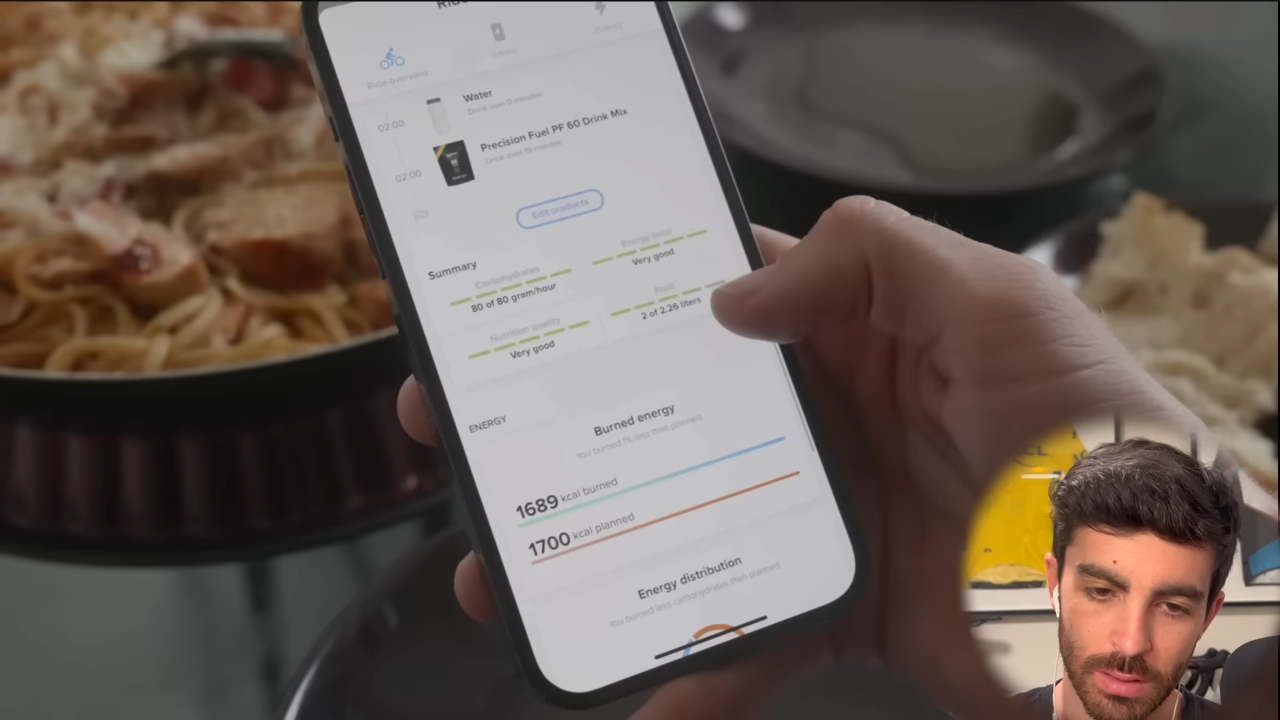 Ride overview
02:00
Water
Drink over 0 minutes
02:00
Precision Fuel PF 60 Drink Mix
Drink over 15 minutes
Edit products
Summary
Carbohydrates
80 of 80 gram/hour
Energy level
Very good
Nutrition quality
Very good
Fluid
2 of 2.26 liters
ENERGY
Burned energy
You burned 1% less than planned
1689 kcal burned
1700 kcal planned
Energy distribution
You burned less carbohydrates than planned